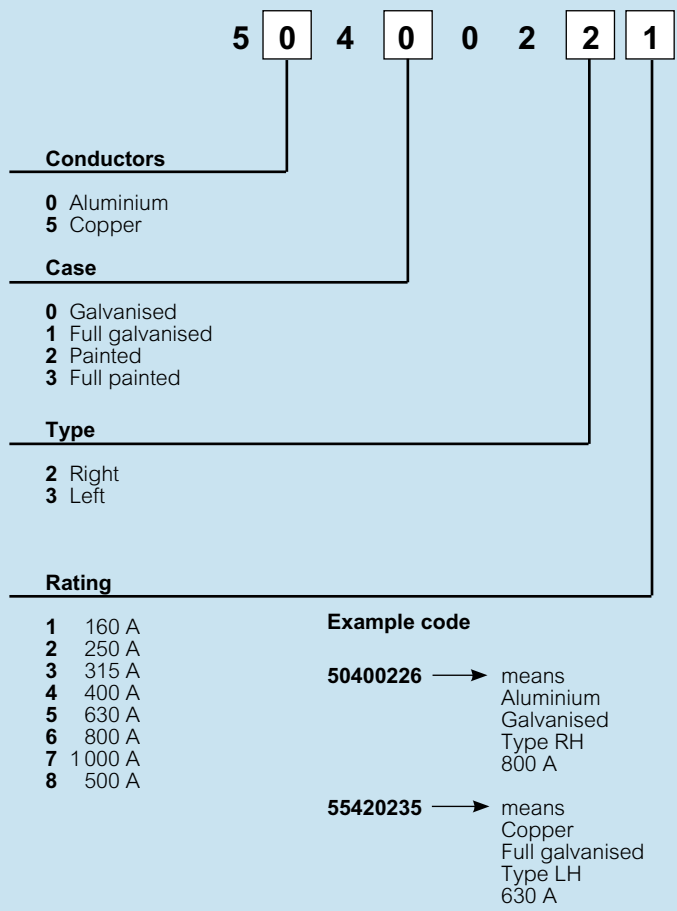 5 0 4 0 0 2 2 1
Conductors
0 Aluminium
5 Copper
Case
0 Galvanised
1 Full galvanised
2 Painted
3 Full painted
Type
2 Right
3 Left
Rating
1 160 A
2 250 A
3 315 A
4 400 A
5 630 A
6 800 A
7 1 000 A
8 500 A
Example code
50400226 means
Aluminium
Galvanised
Type RH
800 A
55420235 means
Copper
Full galvanised
Type LH
630 A